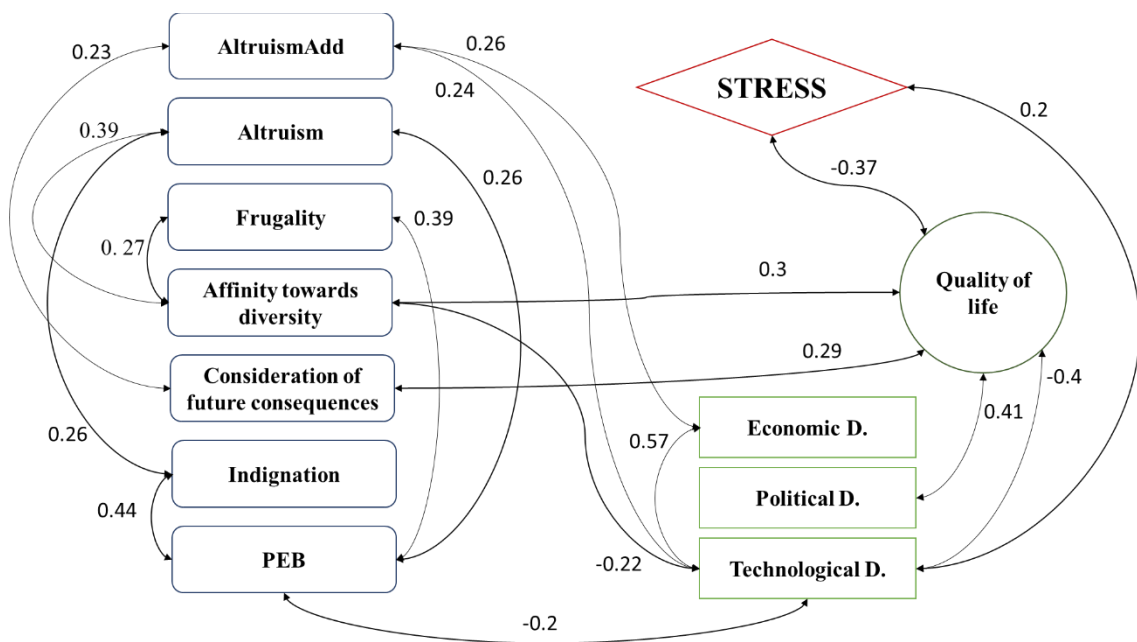 AltruismAdd
Altruism
Frugality
Affinity towards
diversity
Consideration of
future consequences
Indignation
PEB
STRESS
Quality of
life
Economic D.
Political D.
Technological D.
0.23
0.39
0. 27
0.26
0.44
0.26
0.24
0.26
0.39
0.3
0.29
0.57
-0.22
-0.2
-0.37
0.2
-0.4
0.41